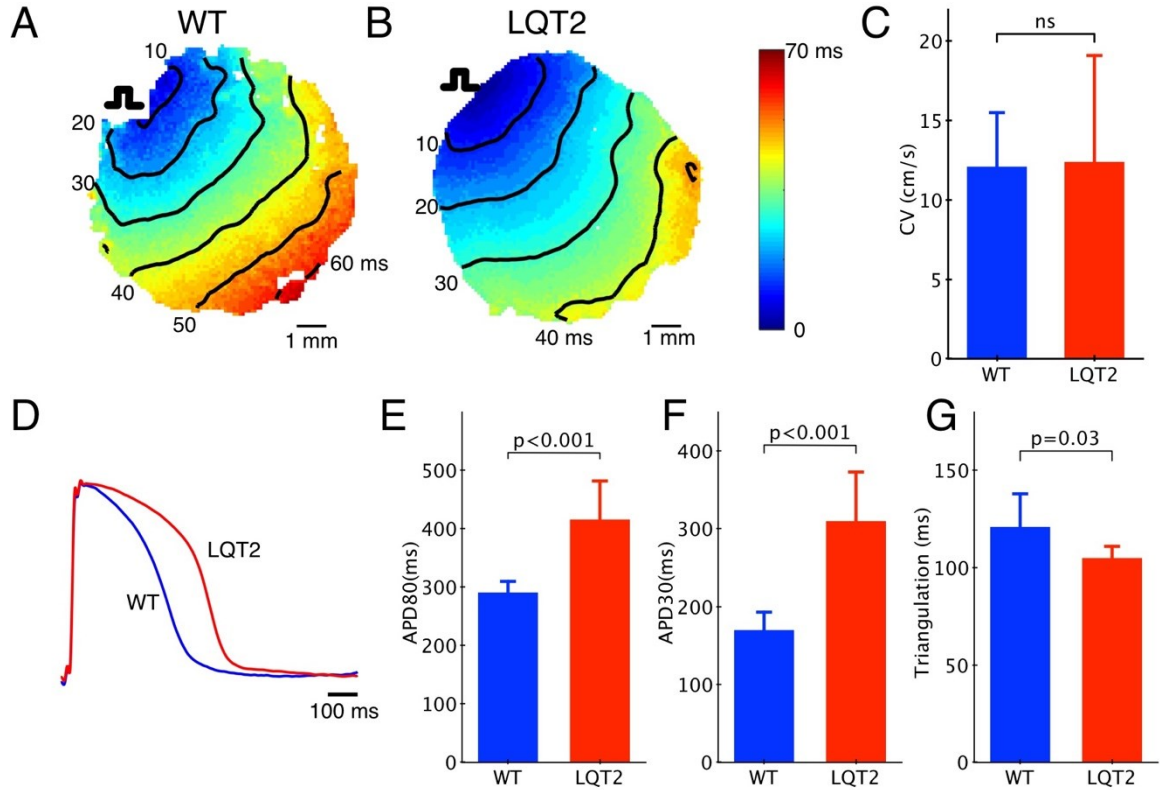 A
WT
10
20
30
40
50
60 ms
1 mm
B
LQT2
10
20
30
40 ms
1 mm
70 ms
0
C
ns
20
15
10
5
0
CV (cm/s)
WT
LQT2
D
LQT2
WT
100 ms
E
p<0.001
500
400
300
200
100
0
APD80(ms)
WT
LQT2
F
p<0.001
400
300
200
100
0
APD30(ms)
WT
LQT2
G
p=0.03
150
100
50
0
Triangulation (ms)
WT
LQT2